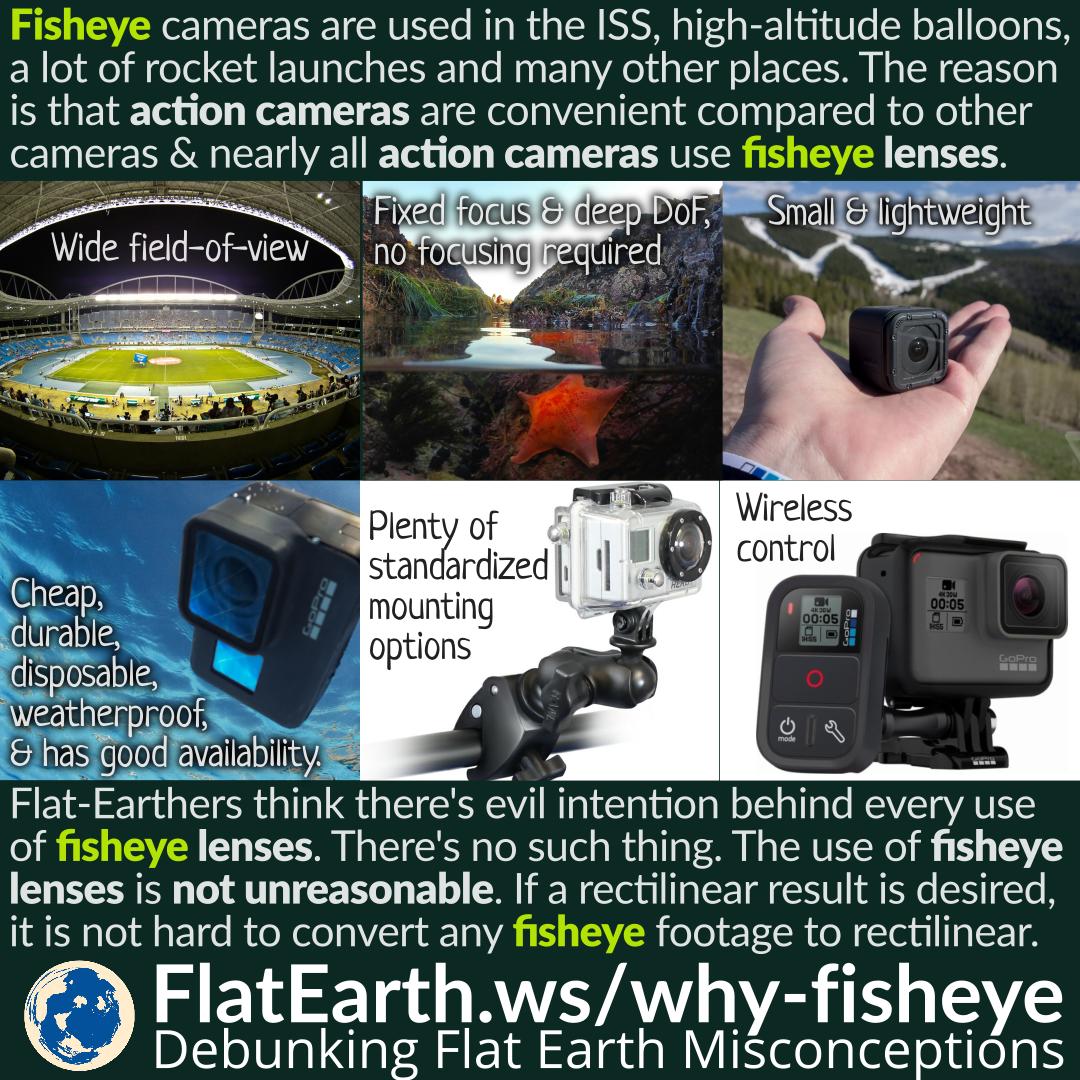 Fisheye cameras are used in the ISS, high-altitude balloons,
a lot of rocket launches and many other places. The reason
is that action cameras are convenient compared to other
cameras & nearly all action cameras use fisheye lenses.
Wide field-of-view
Fixed focus & deep DoF,
no focusing required
Small & lightweight
Cheap,
durable,
disposable,
weatherproof,
& has good availability.
GoPro
Plenty of
standardized
mounting
options
Wireless
control
4K30W
00:05
1H55
GoPro
mode
4K30W
00:05
1H55
GoPro
Flat-Earthers think there's evil intention behind every use
of fisheye lenses. There's no such thing. The use of fisheye
lenses is not unreasonable. If a rectilinear result is desired,
it is not hard to convert any fisheye footage to rectilinear.
FlatEarth.ws/why-fisheye
Debunking Flat Earth Misconceptions